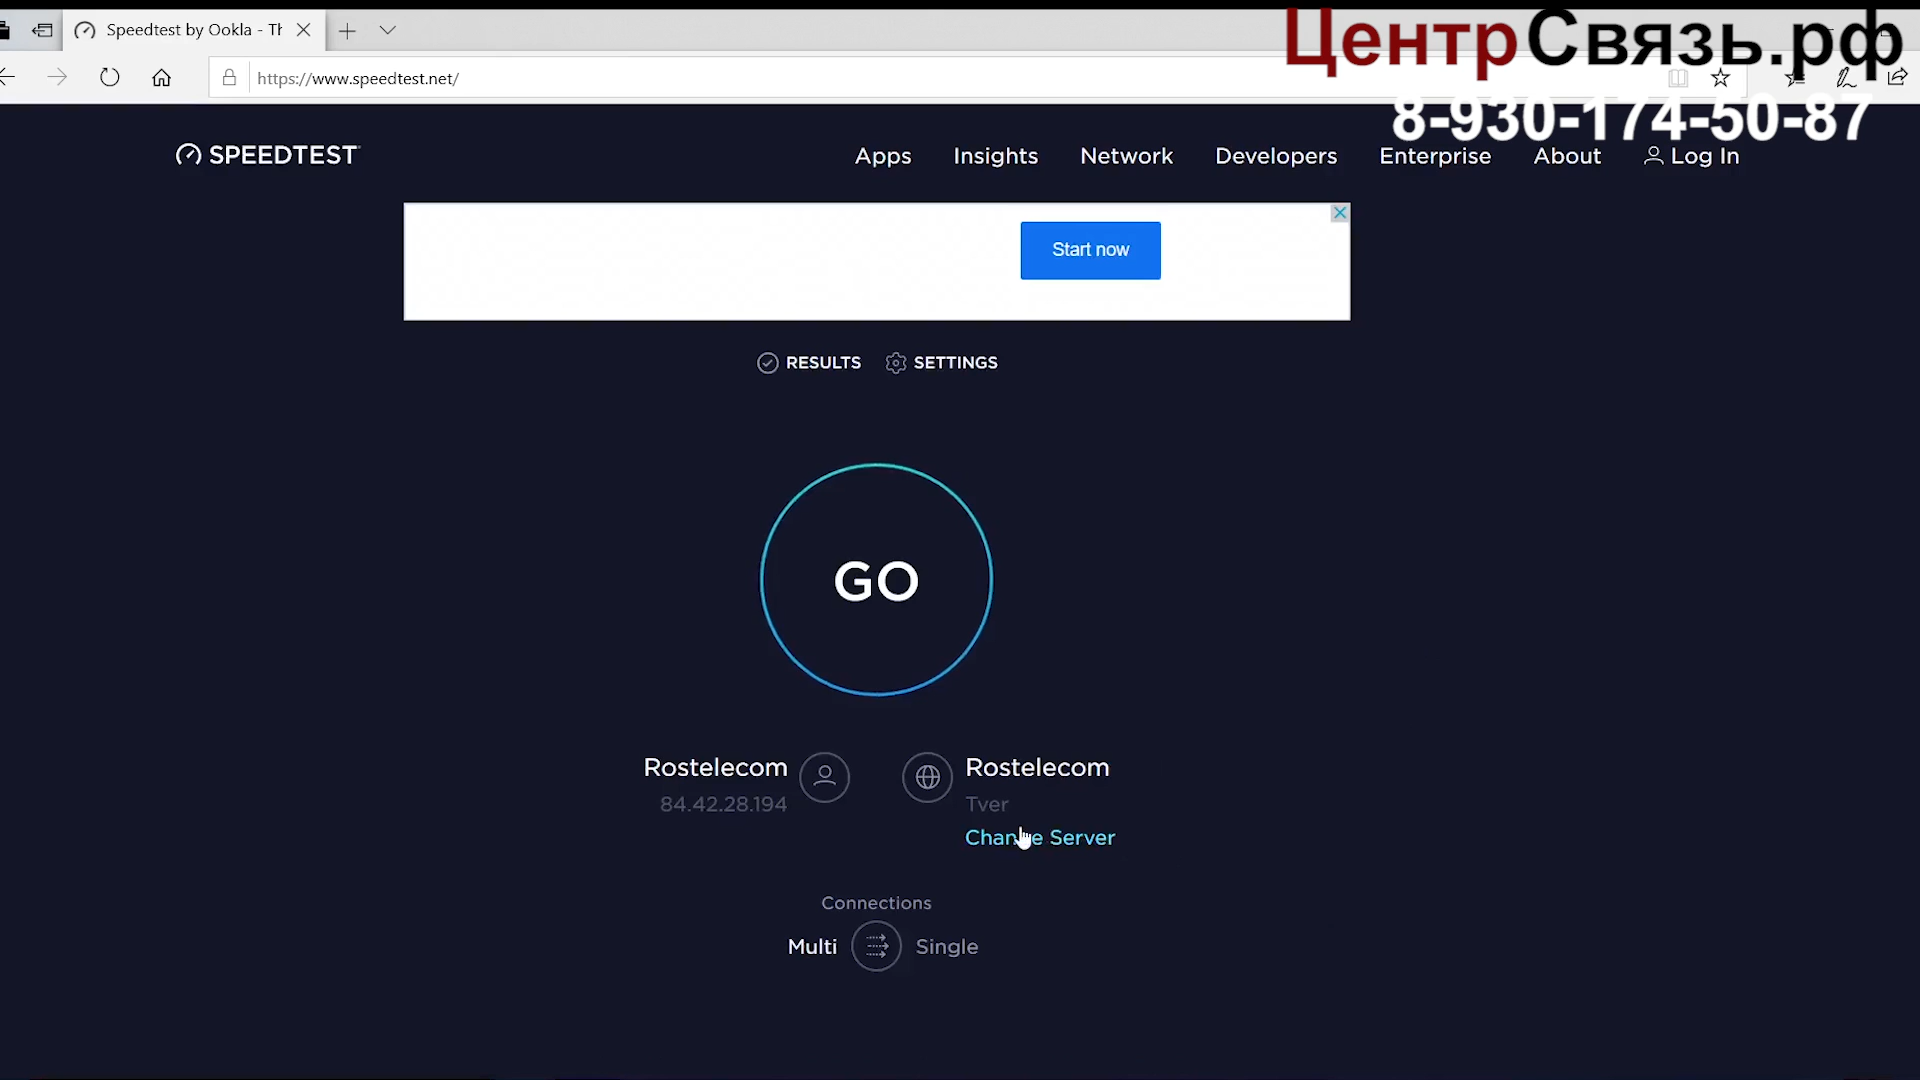 Speedtest by Ookla - Th
ЦентрСвязь.рф
https://www.speedtest.net/
8-930-174-50-87
SPEEDTEST
Apps Insights Network Developers Enterprise About Log In
Start now
RESULTS SETTINGS
GO
Rostelecom
84.42.28.194
Rostelecom
Tver
Change Server
Connections
Multi Single